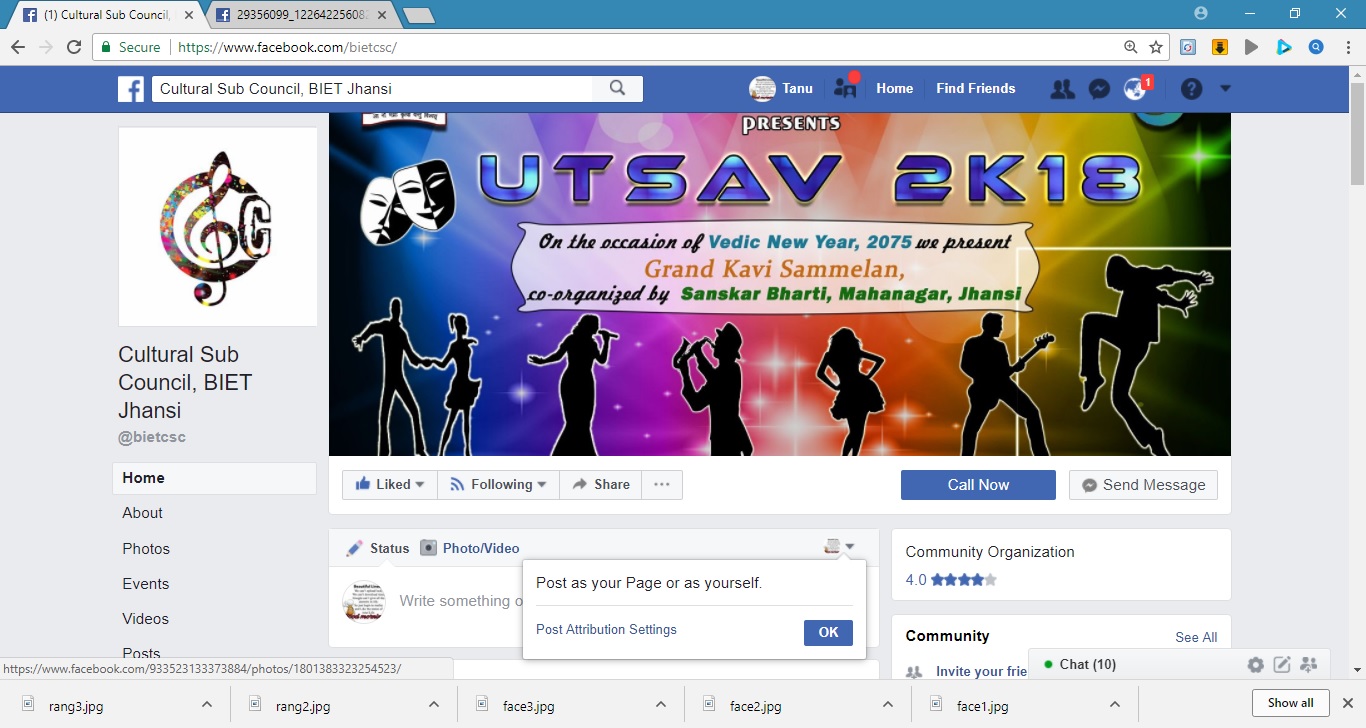 (1) Cultural Sub Council,
29356099_122642256082
Secure
https://www.facebook.com/bietcsc/
Cultural Sub Council, BIET Jhansi
Tanu
Home
Find Friends
1
PRESENTS
UTSAV 2K18
On the occasion of Vedic New Year, 2075 we present
Grand Kavi Sammelan,
co-organized by Sanskar Bharti, Mahanagar, Jhansi
C
Cultural Sub
Council, BIET
Jhansi
@bietcsc
Home
About
Photos
Events
Videos
Posts
Liked
Following
Share
Call Now
Send Message
Status
Photo/Video
Write something o
Post as your Page or as yourself.
Post Attribution Settings
OK
Community Organization
4.0
Community
See All
Invite your frie
Chat (10)
https://www.facebook.com/933523133373884/photos/1801383323254523/
rang3.jpg
rang2.jpg
face3.jpg
face2.jpg
face1.jpg
Show all